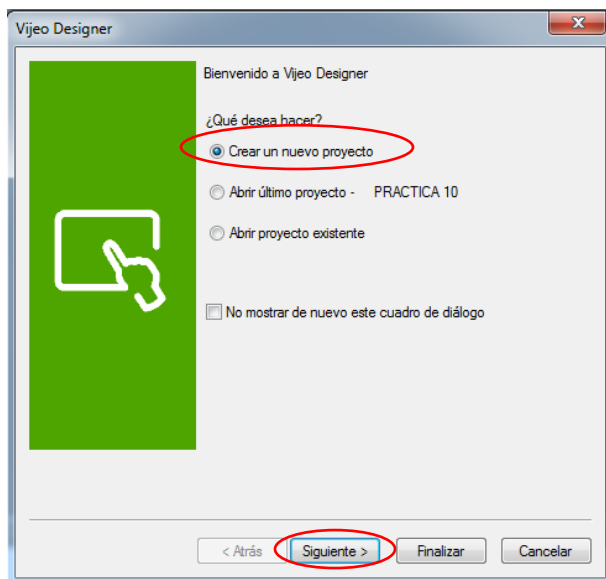 Vijeo Designer
Bienvenido a Vijeo Designer
¿Qué desea hacer?
Crear un nuevo proyecto
Abrir último proyecto - PRACTICA 10
Abrir proyecto existente
No mostrar de nuevo este cuadro de diálogo
< Atrás Siguiente > Finalizar Cancelar